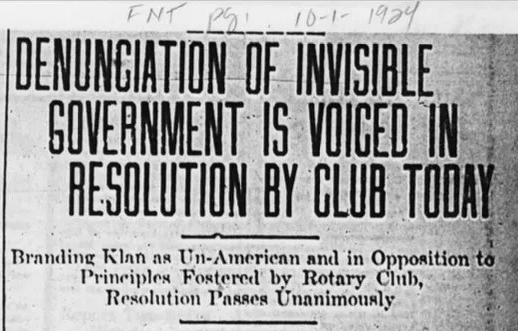 FNT pg1. 10-1-1924
DENUNCIATION OF INVISIBLE
GOVERNMENT IS VOICED IN
RESOLUTION BY CLUB TODAY
Branding Klan as Un-American and in Opposition to
Principles Fostered by Rotary Club,
Resolution Passes Unanimously